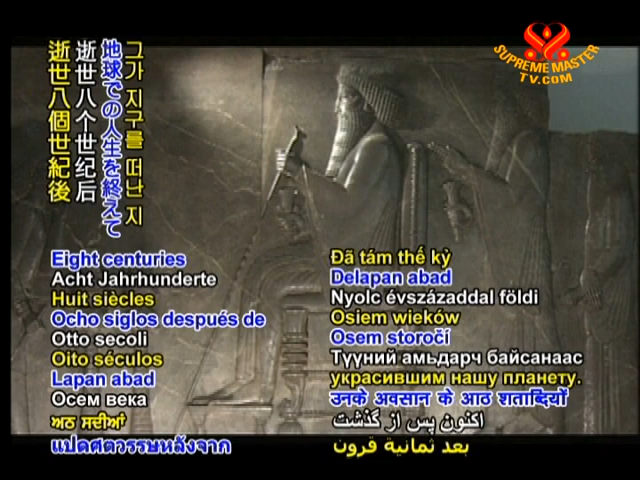 SUPREME MASTER
TV.COM
그가 지구를 떠난 지
地球での人生を終えて
逝世八个世纪后
逝世八個世紀後
Eight centuries
Acht Jahrhunderte
Huit siècles
Ocho siglos después de
Otto secoli
Oito séculos
Lapan abad
Осем века
ਅਠ ਸਦੀਆਂ
แปดศตวรรษหลังจาก
Đã tám thế kỷ
Delapan abad
Nyolc évszázaddal földi
Osiem wieków
Osem storočí
Түүний амьдарч байсанаас
украсившим нашу планету.
उनके अवसान के आठ शताब्दियों
اکنون پس از گذشت
بعد ثمانية قرون